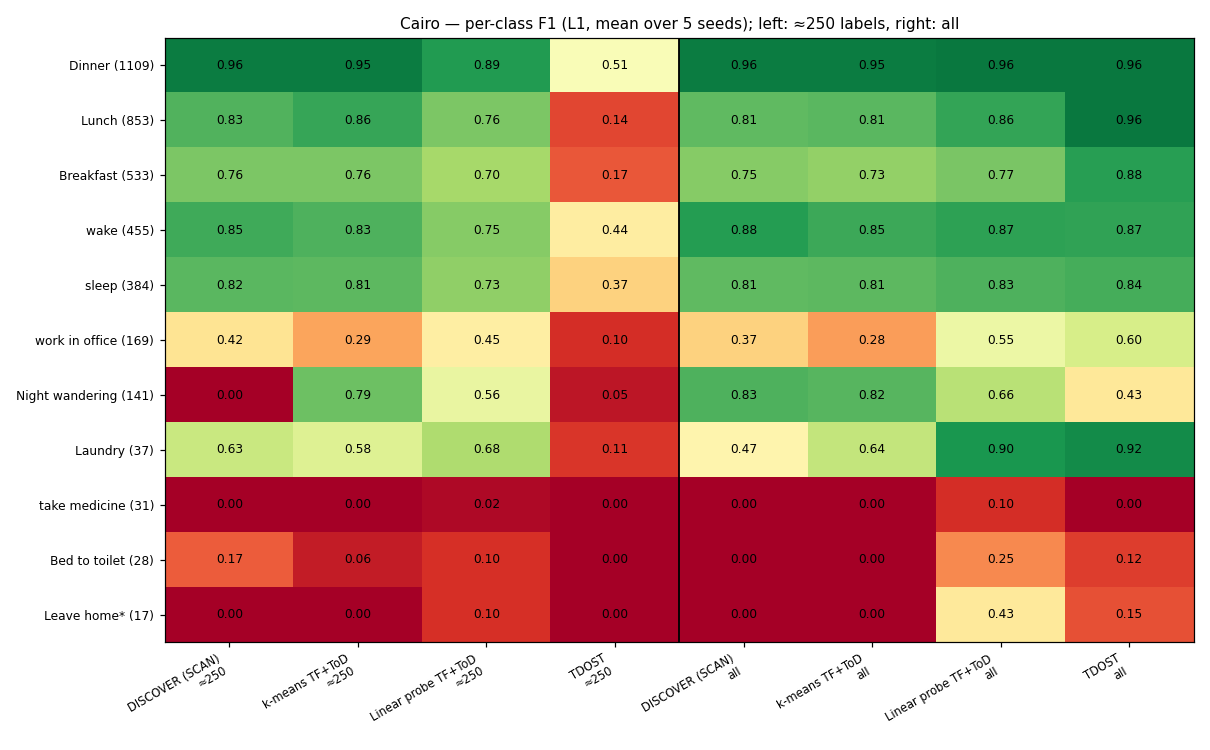 Cairo — per-class F1 (L1, mean over 5 seeds); left: ≈250 labels, right: all
Dinner (1109) 0.96 0.95 0.89 0.51 0.96 0.95 0.96 0.96
Lunch (853) 0.83 0.86 0.76 0.14 0.81 0.81 0.86 0.96
Breakfast (533) 0.76 0.76 0.70 0.17 0.75 0.73 0.77 0.88
wake (455) 0.85 0.83 0.75 0.44 0.88 0.85 0.87 0.87
sleep (384) 0.82 0.81 0.73 0.37 0.81 0.81 0.83 0.84
work in office (169) 0.42 0.29 0.45 0.10 0.37 0.28 0.55 0.60
Night wandering (141) 0.00 0.79 0.56 0.05 0.83 0.82 0.66 0.43
Laundry (37) 0.63 0.58 0.68 0.11 0.47 0.64 0.90 0.92
take medicine (31) 0.00 0.00 0.02 0.00 0.00 0.00 0.10 0.00
Bed to toilet (28) 0.17 0.06 0.10 0.00 0.00 0.00 0.25 0.12
Leave home* (17) 0.00 0.00 0.10 0.00 0.00 0.00 0.43 0.15
DISCOVER (SCAN)
≈250
k-means TF+ToD
≈250
Linear probe TF+ToD
≈250
TDOST
≈250
DISCOVER (SCAN)
all
k-means TF+ToD
all
Linear probe TF+ToD
all
TDOST
all